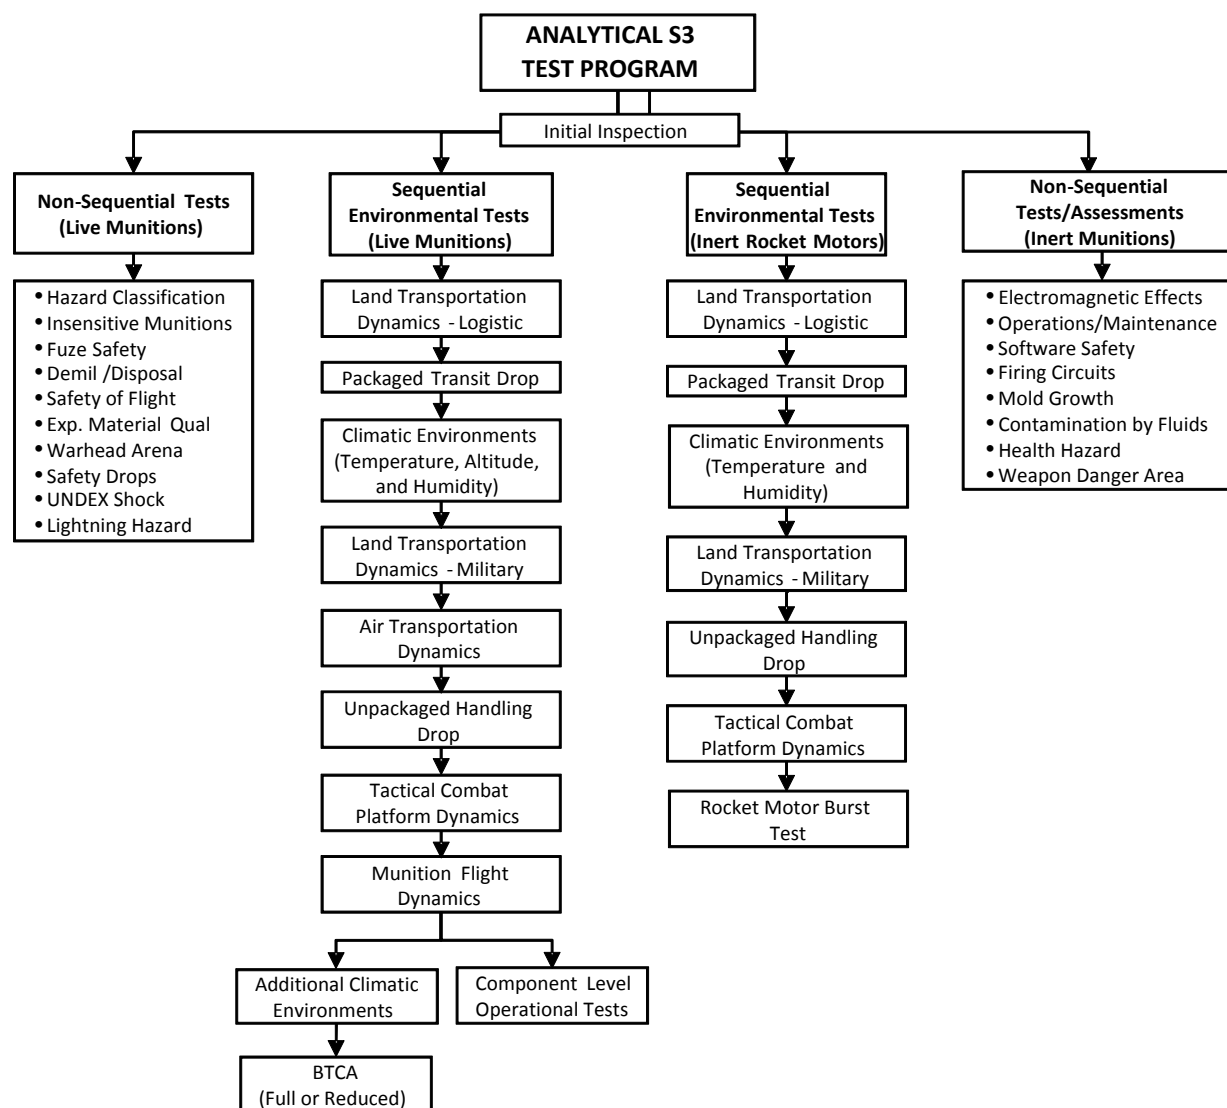 ANALYTICAL S3
TEST PROGRAM
Initial Inspection
Non-Sequential Tests
(Live Munitions)
• Hazard Classification
• Insensitive Munitions
• Fuze Safety
• Demil /Disposal
• Safety of Flight
• Exp. Material Qual
• Warhead Arena
• Safety Drops
• UNDEX Shock
• Lightning Hazard
Sequential
Environmental Tests
(Live Munitions)
Land Transportation
Dynamics - Logistic
Packaged Transit Drop
Climatic Environments
(Temperature, Altitude,
and Humidity)
Land Transportation
Dynamics - Military
Air Transportation
Dynamics
Unpackaged Handling
Drop
Tactical Combat
Platform Dynamics
Munition Flight
Dynamics
Additional Climatic
Environments
BTCA
(Full or Reduced)
Component Level
Operational Tests
Sequential
Environmental Tests
(Inert Rocket Motors)
Land Transportation
Dynamics - Logistic
Packaged Transit Drop
Climatic Environments
(Temperature and
Humidity)
Land Transportation
Dynamics - Military
Unpackaged Handling
Drop
Tactical Combat
Platform Dynamics
Rocket Motor Burst
Test
Non-Sequential
Tests/Assessments
(Inert Munitions)
• Electromagnetic Effects
• Operations/Maintenance
• Software Safety
• Firing Circuits
• Mold Growth
• Contamination by Fluids
• Health Hazard
• Weapon Danger Area